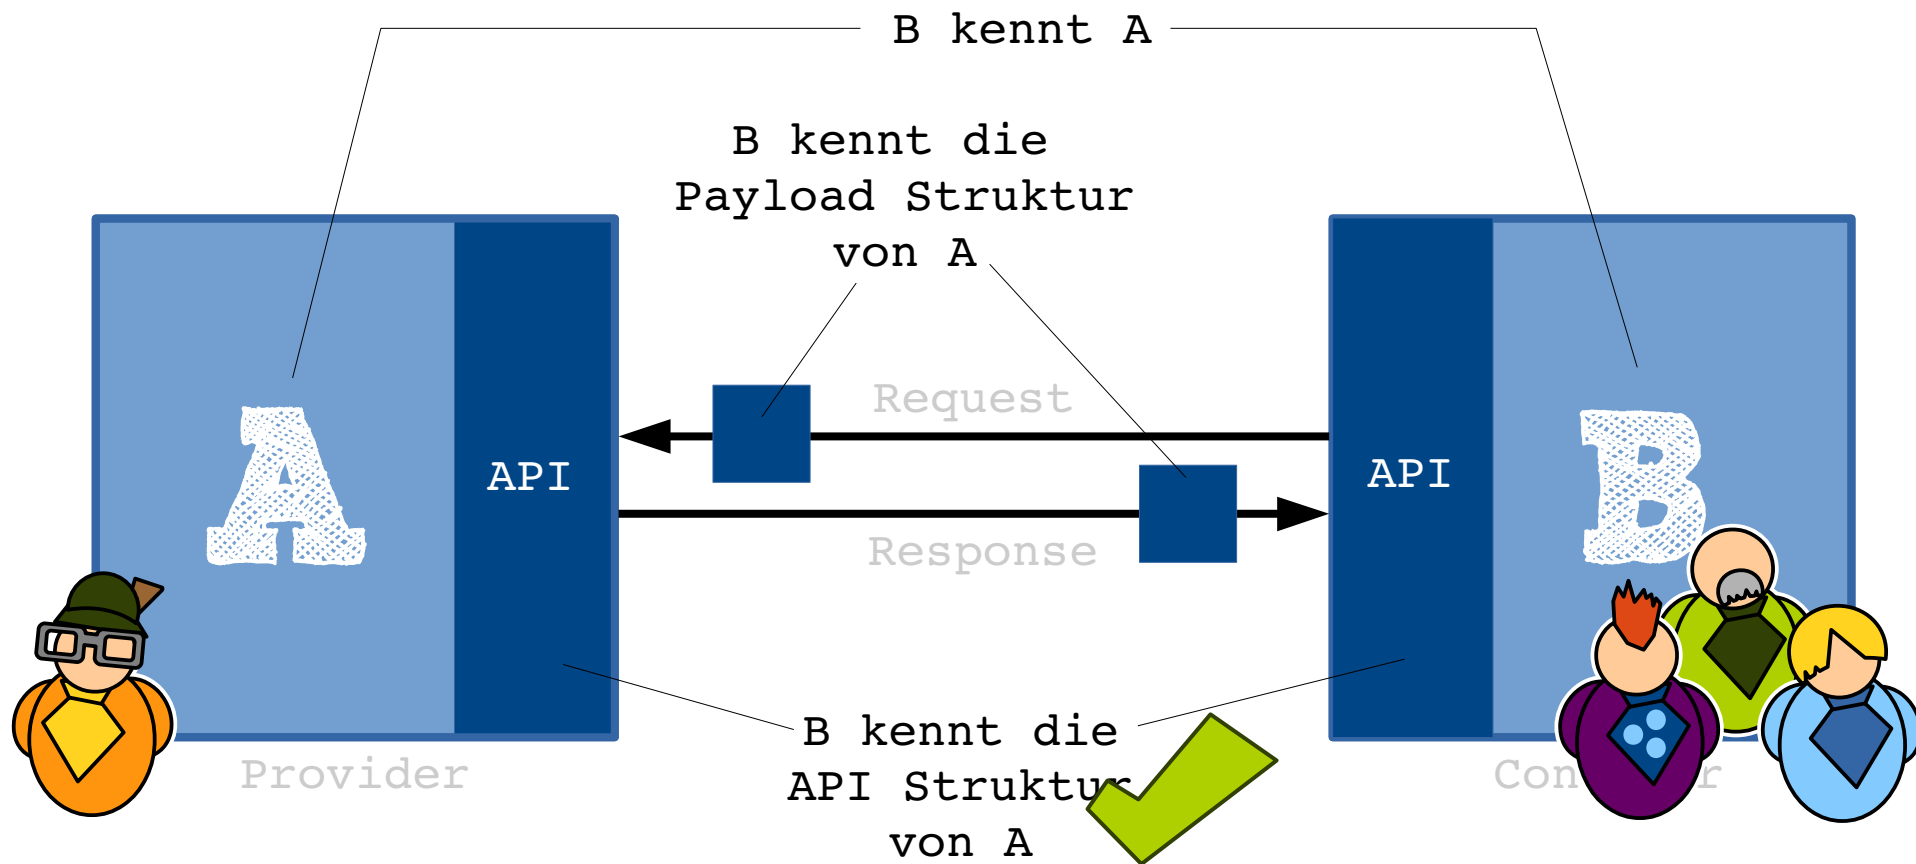 B kennt A
B kennt die
Payload Struktur
von A
Request
A
API
API
B
Response
B kennt die
API Struktur
von A
Provider